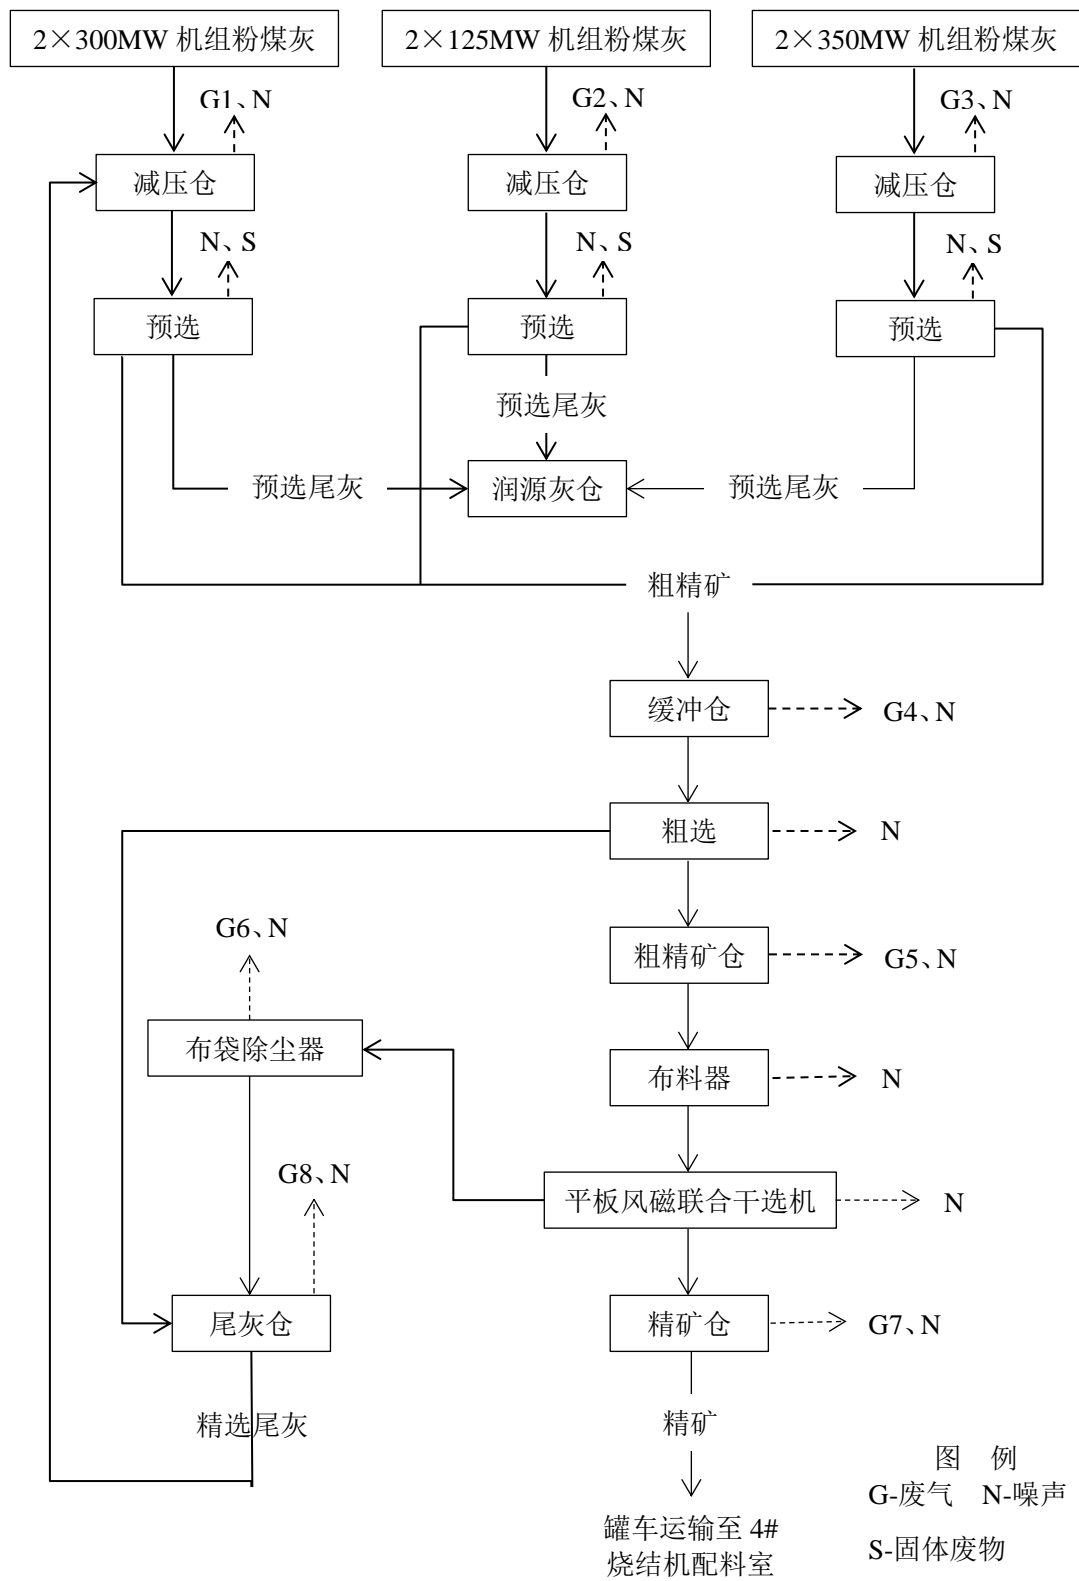 2×300MW 机组粉煤灰
2×125MW 机组粉煤灰
2×350MW 机组粉煤灰
G1、N
G2、N
G3、N
减压仓
减压仓
减压仓
N、S
N、S
N、S
预选
预选
预选
预选尾灰
预选尾灰
润源灰仓
预选尾灰
粗精矿
缓冲仓
G4、N
粗选
N
G6、N
粗精矿仓
G5、N
布袋除尘器
布料器
N
G8、N
平板风磁联合干选机
N
尾灰仓
精矿仓
G7、N
精选尾灰
精矿
图 例
G-废气 N-噪声
S-固体废物
罐车运输至 4#
烧结机配料室